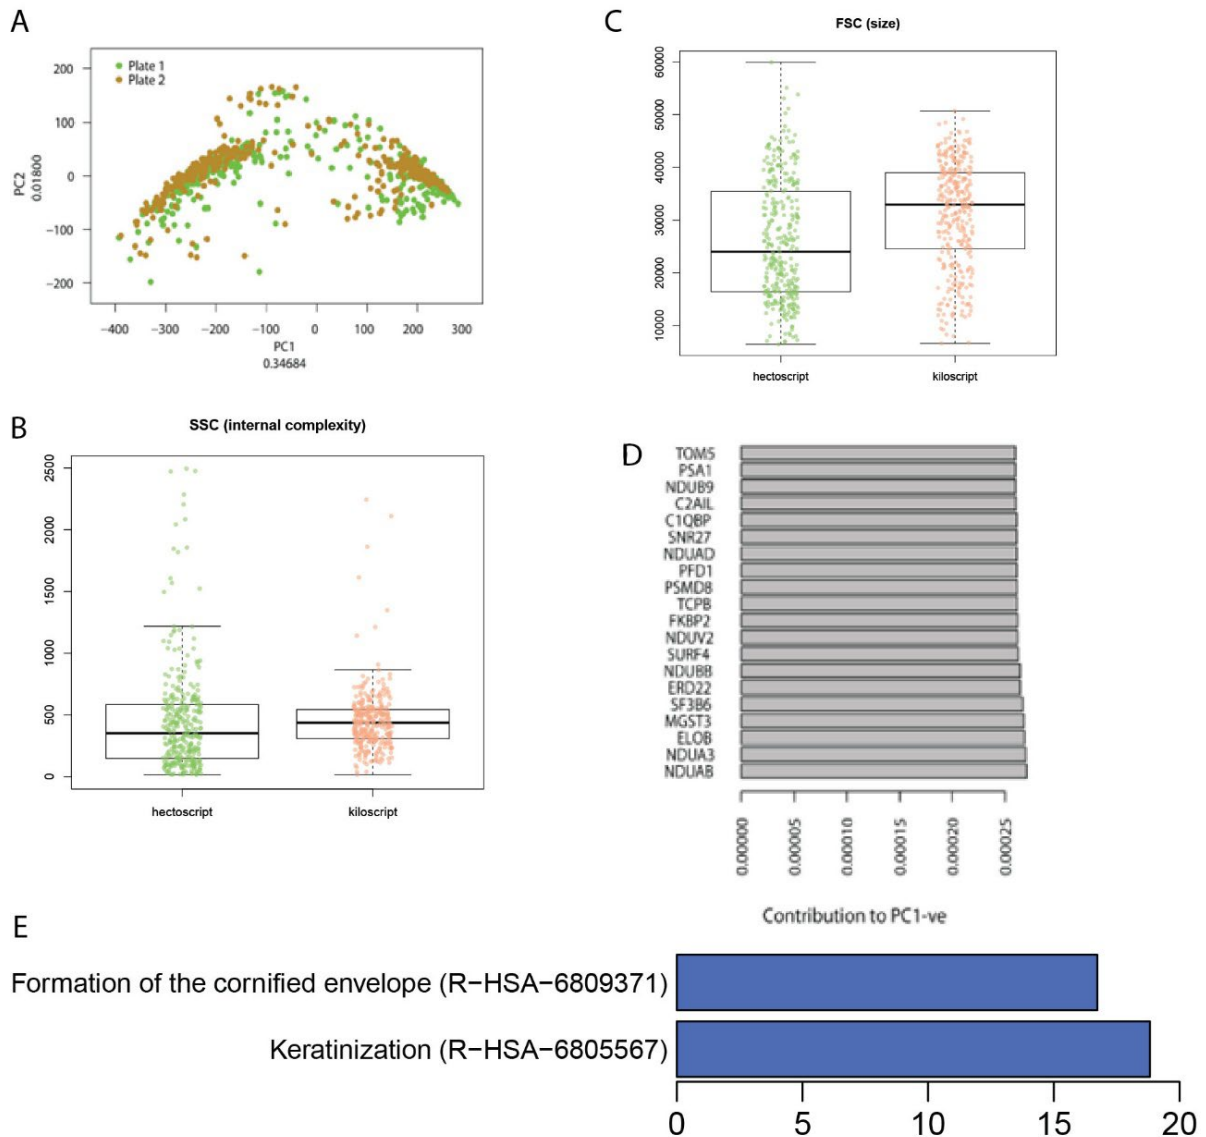 A
Plate 1
Plate 2
200
100
0
−100
−200
PC2
0.01800
−400
−300
−200
−100
0
100
200
300
PC1
0.34684
C
FSC (size)
60000
50000
40000
30000
20000
10000
hectoscript
kiloscript
B
SSC (internal complexity)
2500
2000
1500
1000
500
0
hectoscript
kiloscript
D
TOM5
PSA1
NDUB9
C2AIL
C1QBP
SNR27
NDUAD
PFD1
PSMD8
TCPB
FKBP2
NDUV2
SURF4
NDUBB
ERD22
SF3B6
MGST3
ELOB
NDUA3
NDUAB
0.00000
0.00005
0.00010
0.00015
0.00020
0.00025
Contribution to PC1-ve
E
Formation of the cornified envelope (R−HSA−6809371)
Keratinization (R−HSA−6805567)
0
5
10
15
20